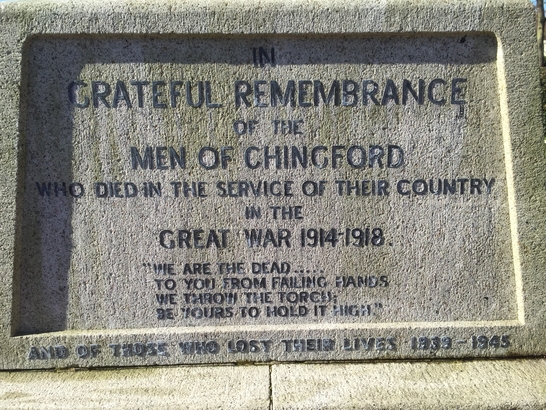 IN
GRATEFUL REMEMBRANCE
OF THE
MEN OF CHINGFORD
WHO DIED IN THE SERVICE OF THEIR COUNTRY
IN THE
GREAT WAR 1914-1918.
"WE ARE THE DEAD.....
TO YOU FROM FAILING HANDS
WE THROW THE TORCH;
BE YOURS TO HOLD IT HIGH."
AND OF THOSE WHO LOST THEIR LIVES 1939-1945